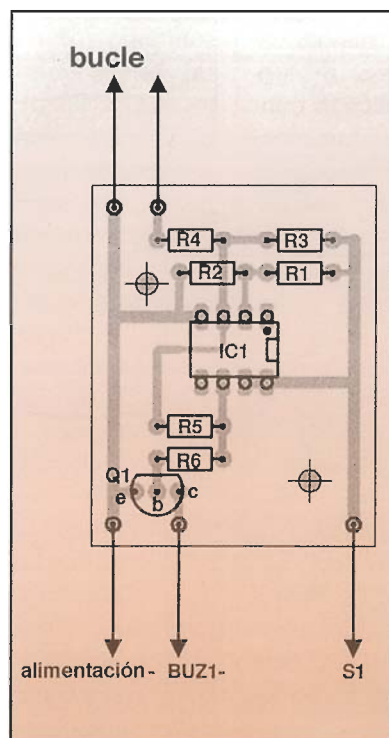 bucle
R4 R3
R2 R1
IC1
R5
R6
Q1
e b c
alimentación- BUZ1- S1